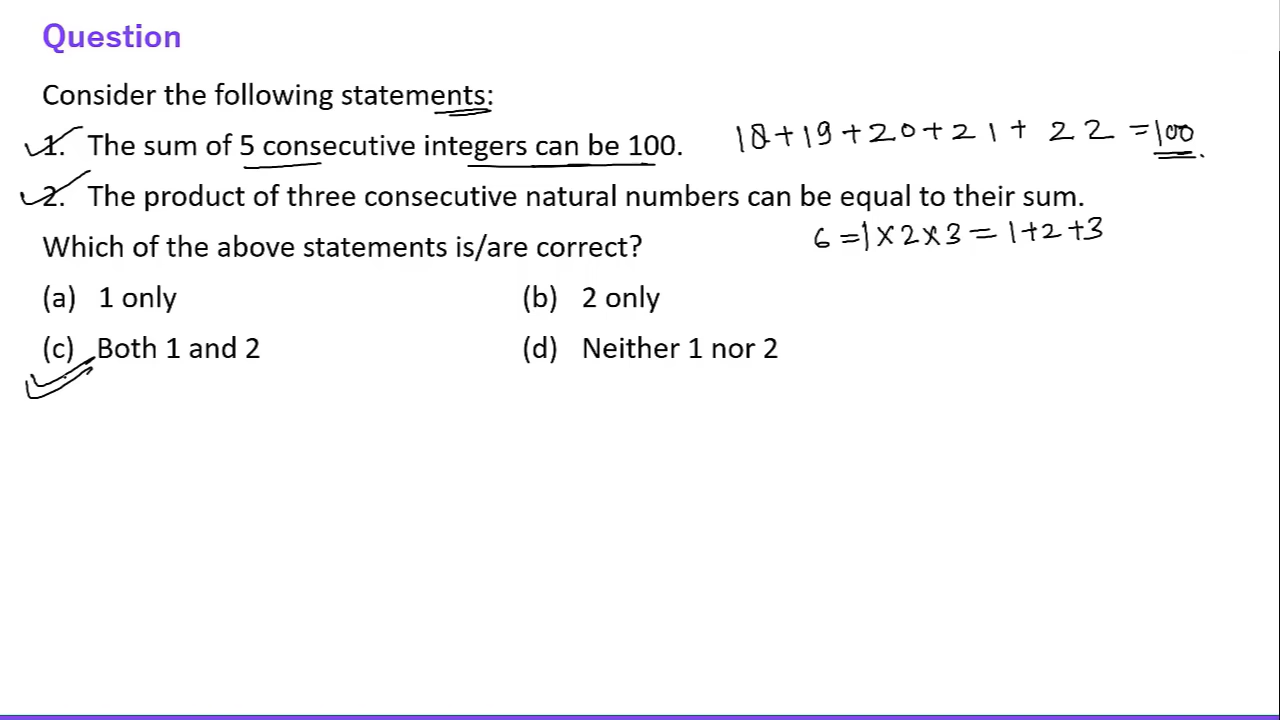 Question
Consider the following statements:
1. The sum of 5 consecutive integers can be 100. 18+19+20+21+22=100.
2. The product of three consecutive natural numbers can be equal to their sum.
6=1×2×3=1+2+3
Which of the above statements is/are correct?
(a) 1 only (b) 2 only
(c) Both 1 and 2 (d) Neither 1 nor 2